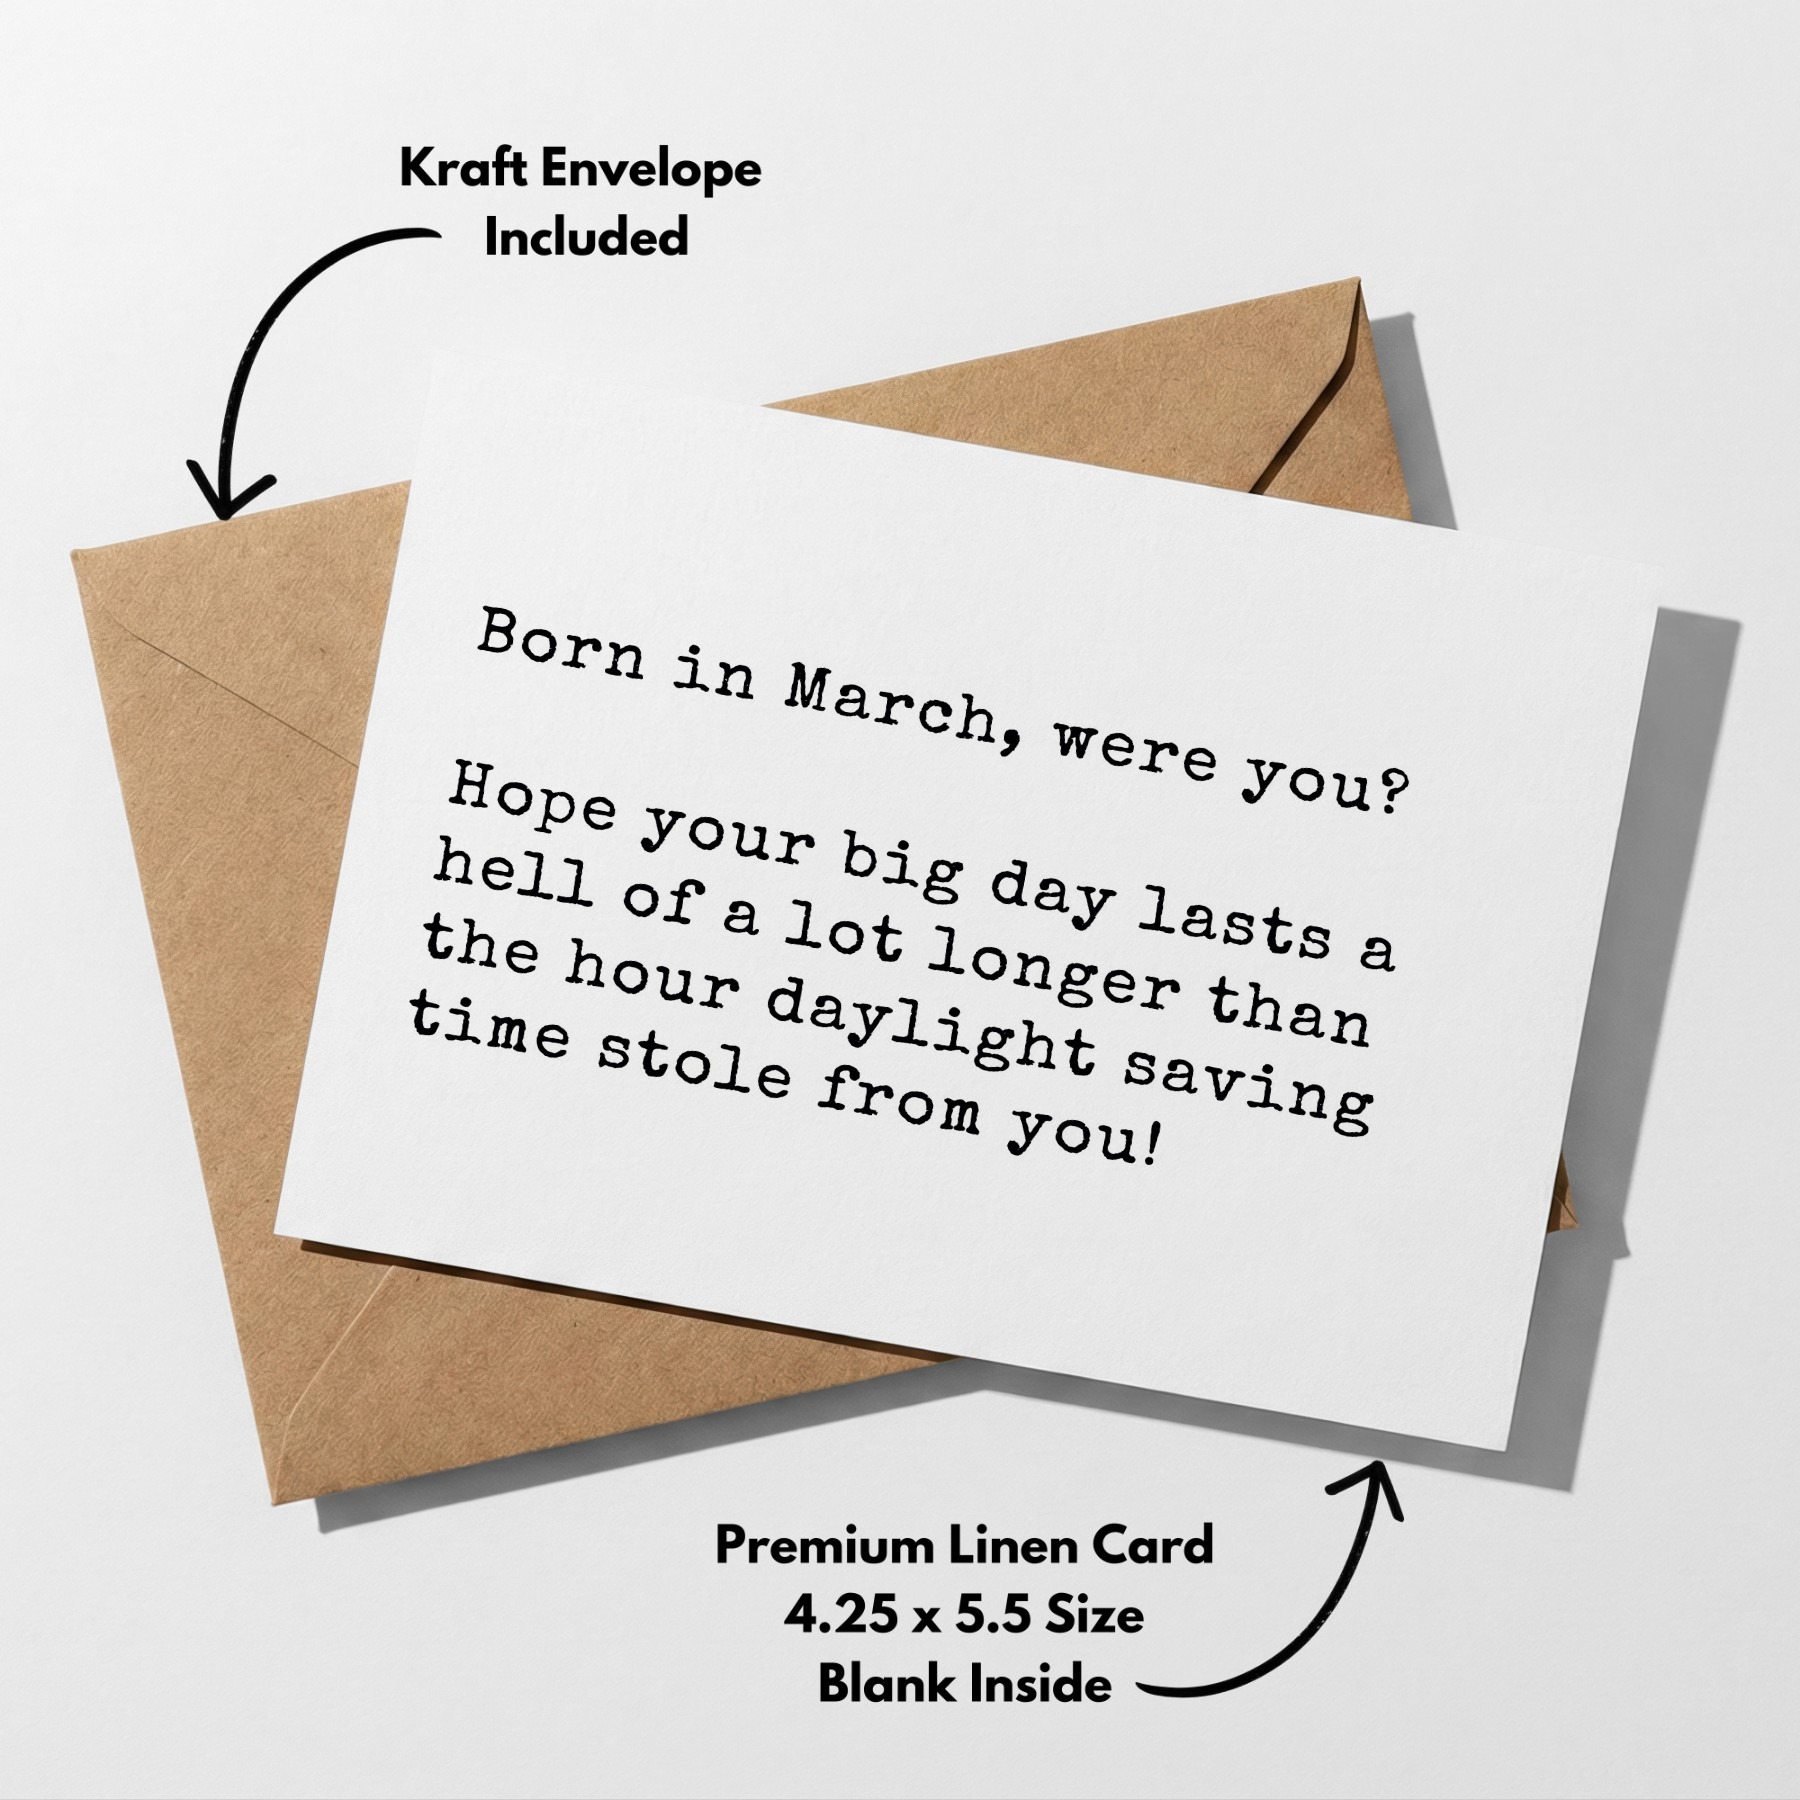 Kraft Envelope
Included
Born in March, were you?
Hope your big day lasts a
hell of a lot longer than
the hour daylight saving
time stole from you!
Premium Linen Card
4.25 x 5.5 Size
Blank Inside